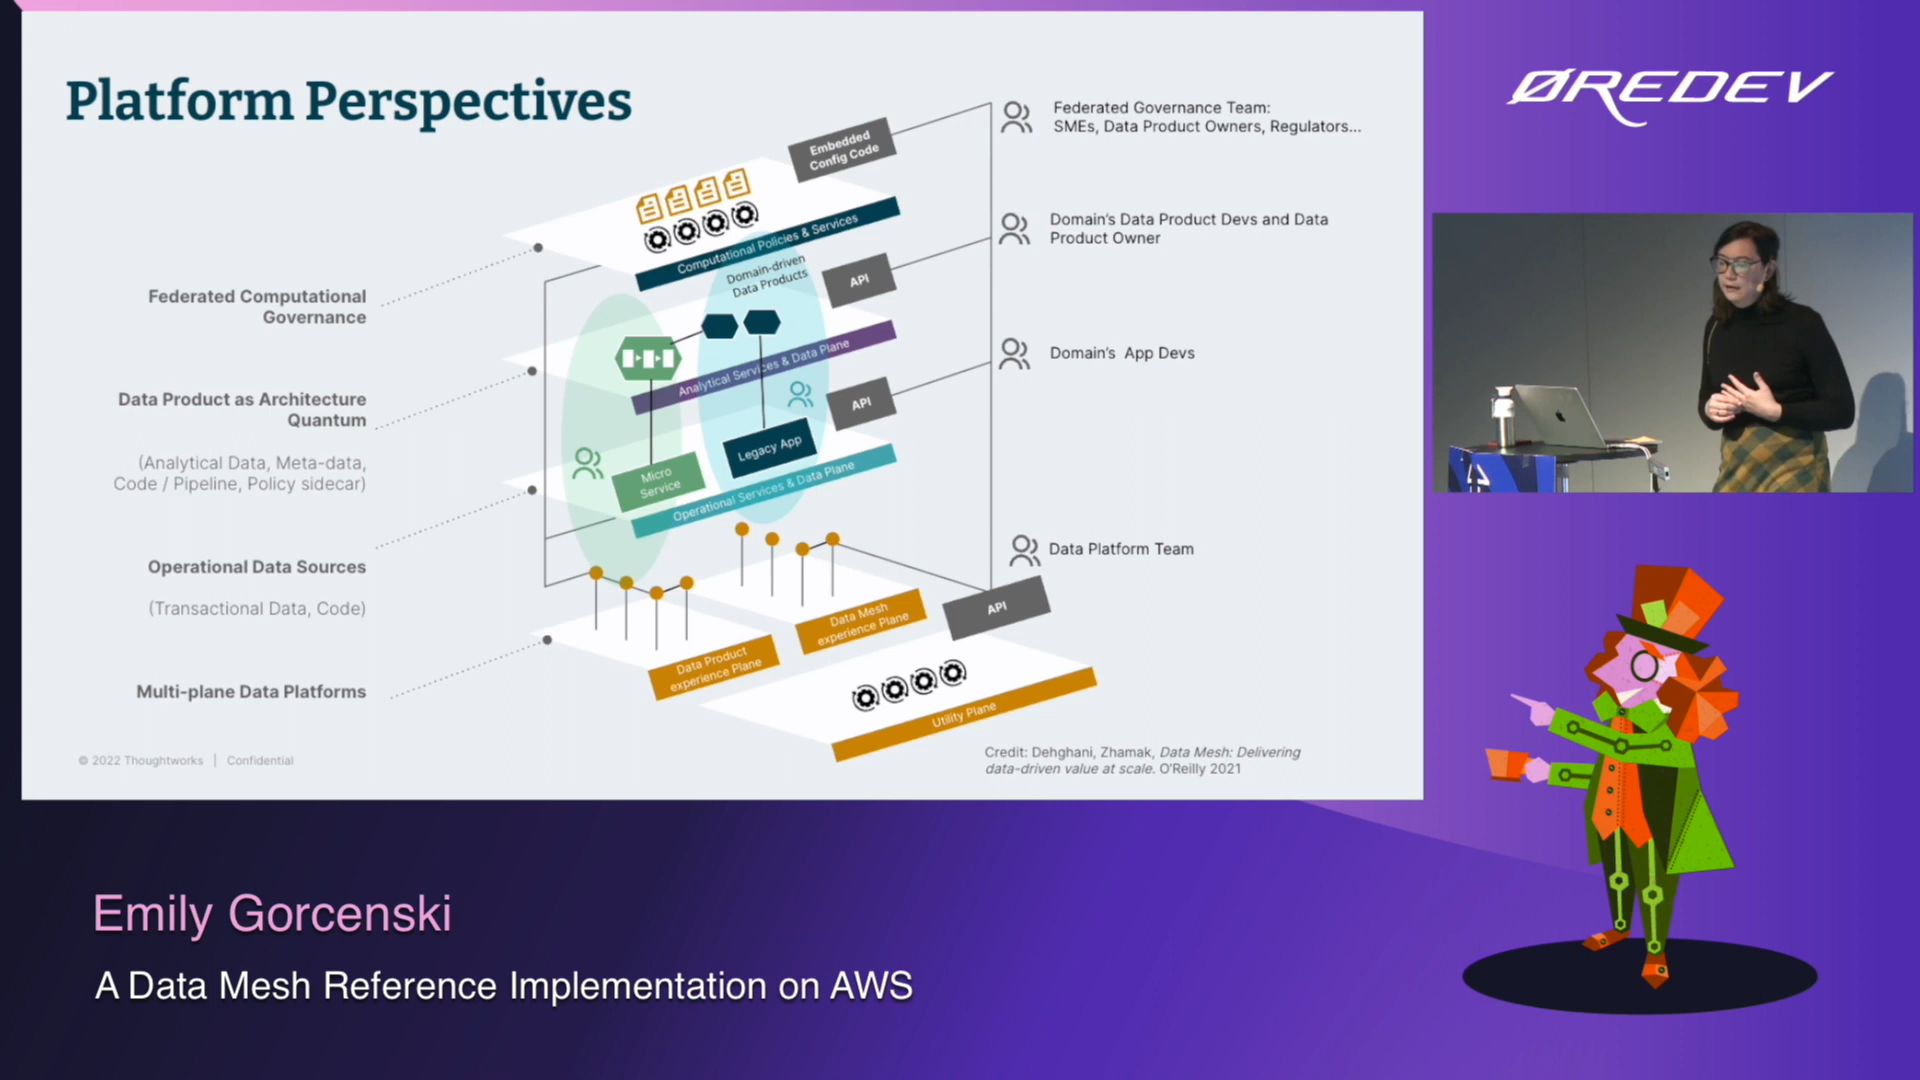 Platform Perspectives
Embedded
Config Code
Federated Governance Team:
SMEs, Data Product Owners, Regulators...
Computational Policies & Services
Domain's Data Product Devs and Data
Product Owner
Domain-driven
Data Products
API
Federated Computational
Governance
Analytical Services & Data Plane
Domain's App Devs
API
Data Product as Architecture
Quantum
(Analytical Data, Meta-data,
Code / Pipeline, Policy sidecar)
Legacy App
Micro
Service
Operational Services & Data Plane
Data Platform Team
Operational Data Sources
(Transactional Data, Code)
API
Data Mesh
experience Plane
Data Product
experience Plane
Multi-plane Data Platforms
Utility Plane
© 2022 Thoughtworks | Confidential
Credit: Dehghani, Zhamak, Data Mesh: Delivering
data-driven value at scale. O'Reilly 2021
ØREDEV
Emily Gorcenski
A Data Mesh Reference Implementation on AWS